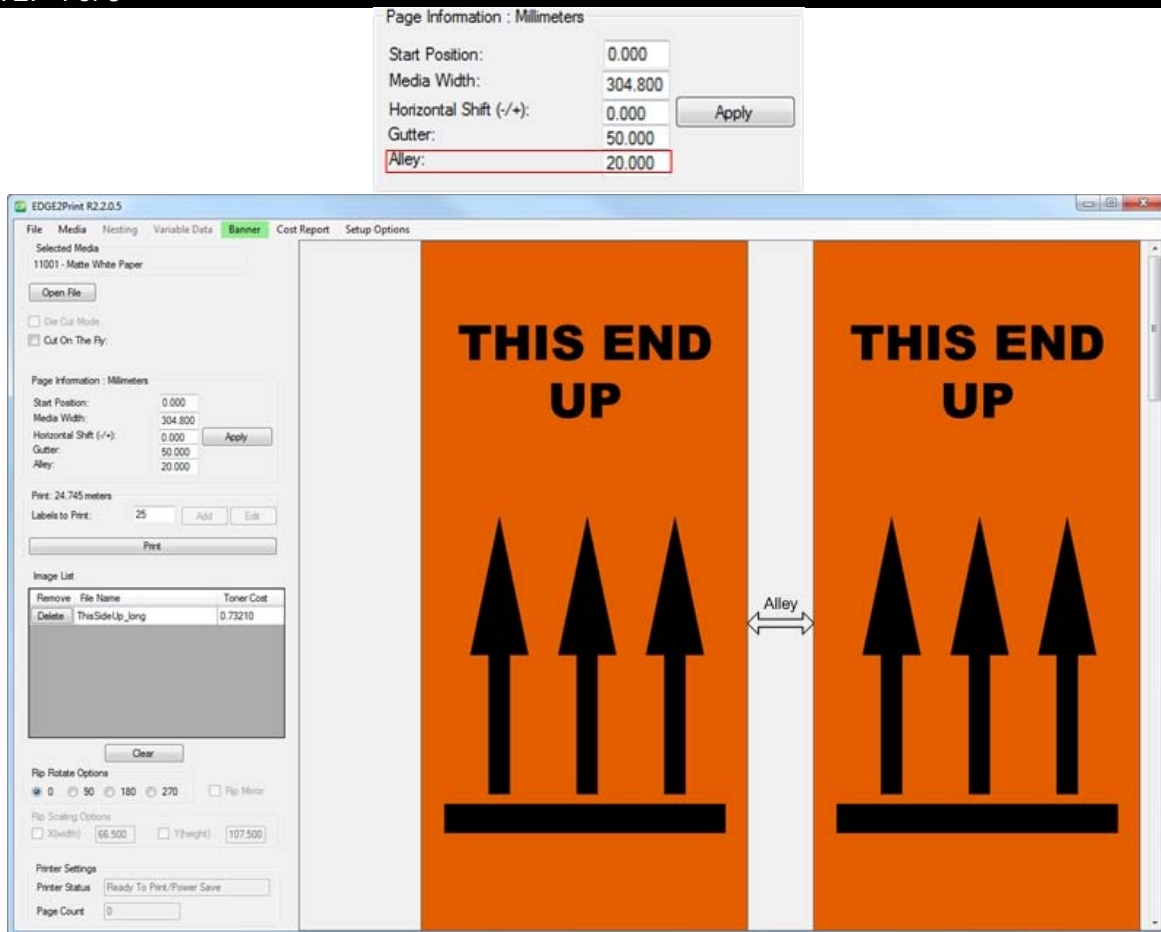 Page Information : Millimeters
Start Position: 0.000
Media Width: 304.800
Horizontal Shift (-/+): 0.000 Apply
Gutter: 50.000
Alley: 20.000
EDGE2Print R2.2.0.5
File Media Nesting Variable Data Banner Cost Report Setup Options
Selected Media
11001 - Matte White Paper
Open File
Die Cut Mode
Cut On The Fly:
Page Information : Millimeters
Start Position: 0.000
Media Width: 304.800
Horizontal Shift (-/+): 0.000 Apply
Gutter: 50.000
Alley: 20.000
Print: 24.745 meters
Labels to Print: 25 Add Edit
Print
Image List
Remove File Name Toner Cost
Delete ThisSideUp_long 0.73210
Clear
Rip Rotate Options
0 90 180 270 Rip Mirror
Rip Scaling Options
X(width) 66.500 Y(height) 107.500
Printer Settings
Printer Status Ready To Print/Power Save
Page Count 0
THIS END
UP
Alley
THIS END
UP